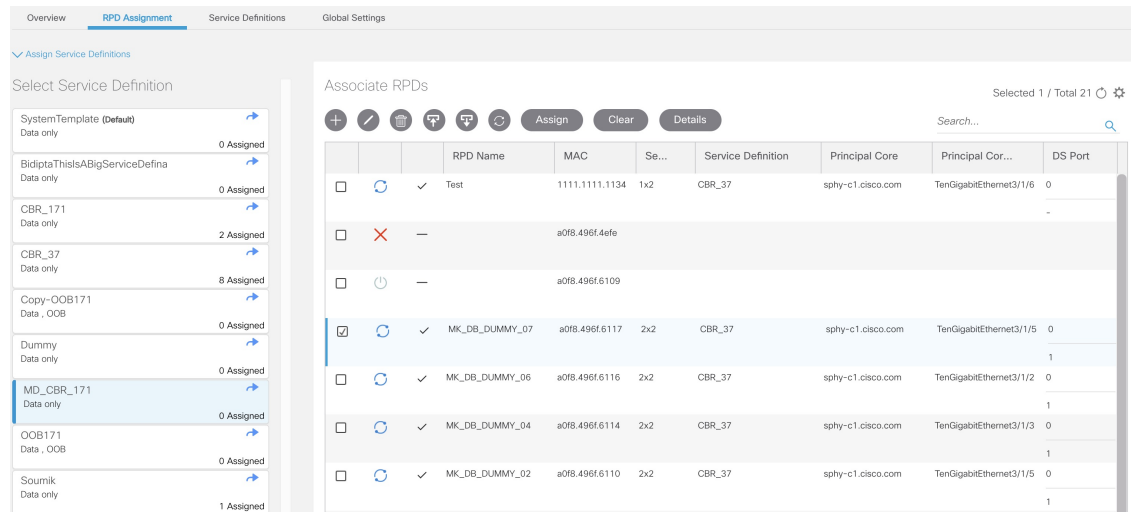 Overview RPD Assignment Service Definitions Global Settings
Assign Service Definitions
Select Service Definition
SystemTemplate (Default)
Data only
0 Assigned
BidiptaThisIsABigServiceDefina
Data only
0 Assigned
CBR_171
Data only
2 Assigned
CBR_37
Data only
8 Assigned
Copy-OOB171
Data , OOB
0 Assigned
Dummy
Data only
0 Assigned
MD_CBR_171
Data only
0 Assigned
OOB171
Data , OOB
0 Assigned
Soumik
Data only
1 Assigned
Associate RPDs
Selected 1 / Total 21
Assign Clear Details
Search...
RPD Name MAC Se... Service Definition Principal Core Principal Cor... DS Port
Test 1111.1111.1134 1x2 CBR_37 sphy-c1.cisco.com TenGigabitEthernet3/1/6 0
-
a0f8.496f.4efe
a0f8.496f.6109
MK_DB_DUMMY_07 a0f8.496f.6117 2x2 CBR_37 sphy-c1.cisco.com TenGigabitEthernet3/1/5 0
1
MK_DB_DUMMY_06 a0f8.496f.6116 2x2 CBR_37 sphy-c1.cisco.com TenGigabitEthernet3/1/2 0
1
MK_DB_DUMMY_04 a0f8.496f.6114 2x2 CBR_37 sphy-c1.cisco.com TenGigabitEthernet3/1/3 0
1
MK_DB_DUMMY_02 a0f8.496f.6110 2x2 CBR_37 sphy-c1.cisco.com TenGigabitEthernet3/1/5 0
1